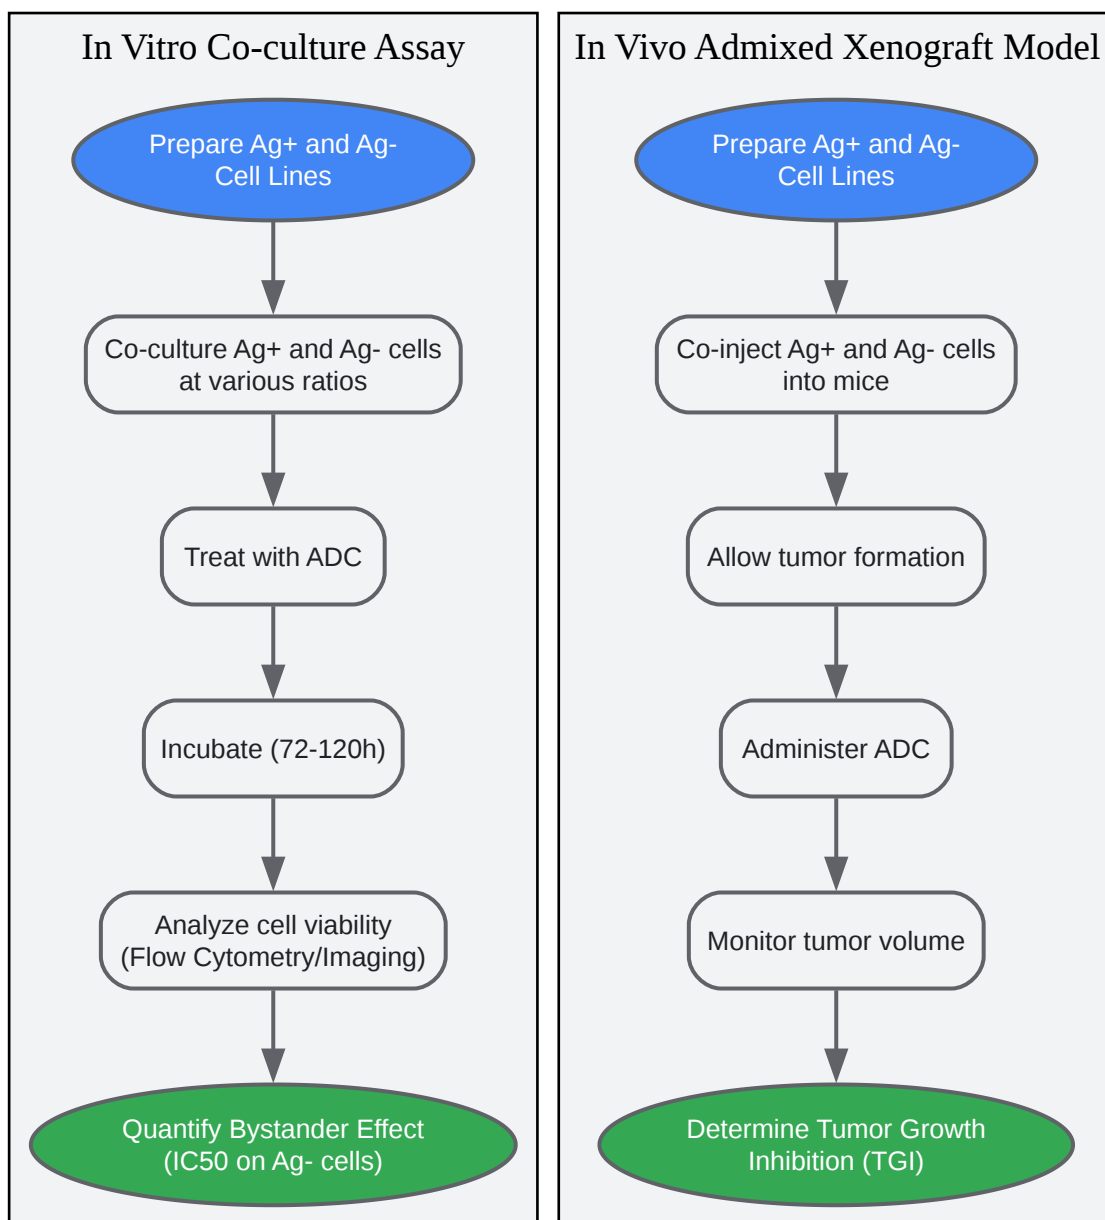 In Vitro Co-culture Assay
Prepare Ag+ and Ag-
Cell Lines
Co-culture Ag+ and Ag- cells
at various ratios
Treat with ADC
Incubate (72-120h)
Analyze cell viability
(Flow Cytometry/Imaging)
Quantify Bystander Effect
(IC50 on Ag- cells)
In Vivo Admixed Xenograft Model
Prepare Ag+ and Ag-
Cell Lines
Co-inject Ag+ and Ag- cells
into mice
Allow tumor formation
Administer ADC
Monitor tumor volume
Determine Tumor Growth
Inhibition (TGI)